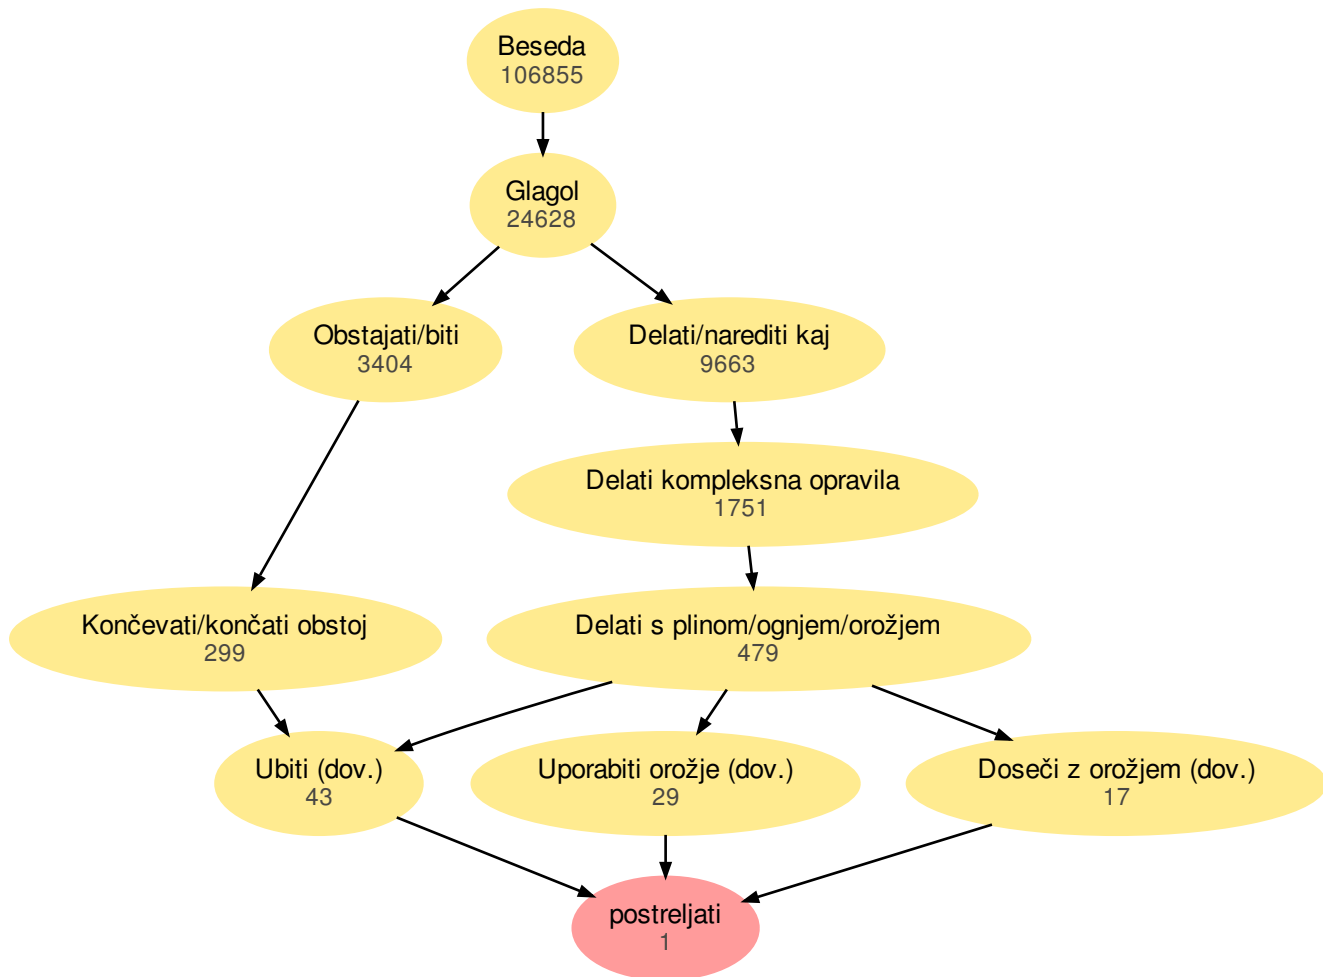 Beseda
106855
Glagol
24628
Obstajati/biti
3404
Delati/narediti kaj
9663
Delati kompleksna opravila
1751
Končevati/končati obstoj
299
Delati s plinom/ognjem/orožjem
479
Ubiti (dov.)
43
Uporabiti orožje (dov.)
29
Doseči z orožjem (dov.)
17
postreljati
1